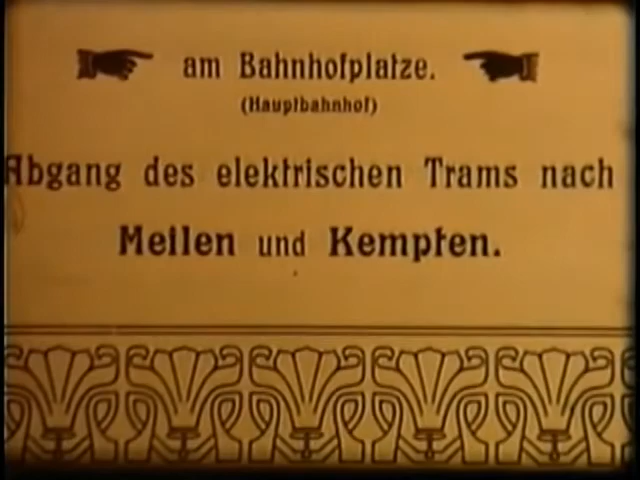 am Bahnhofplatze.
(Hauptbahnhof)
Abgang des elektrischen Trams nach
Meilen und Kempten.